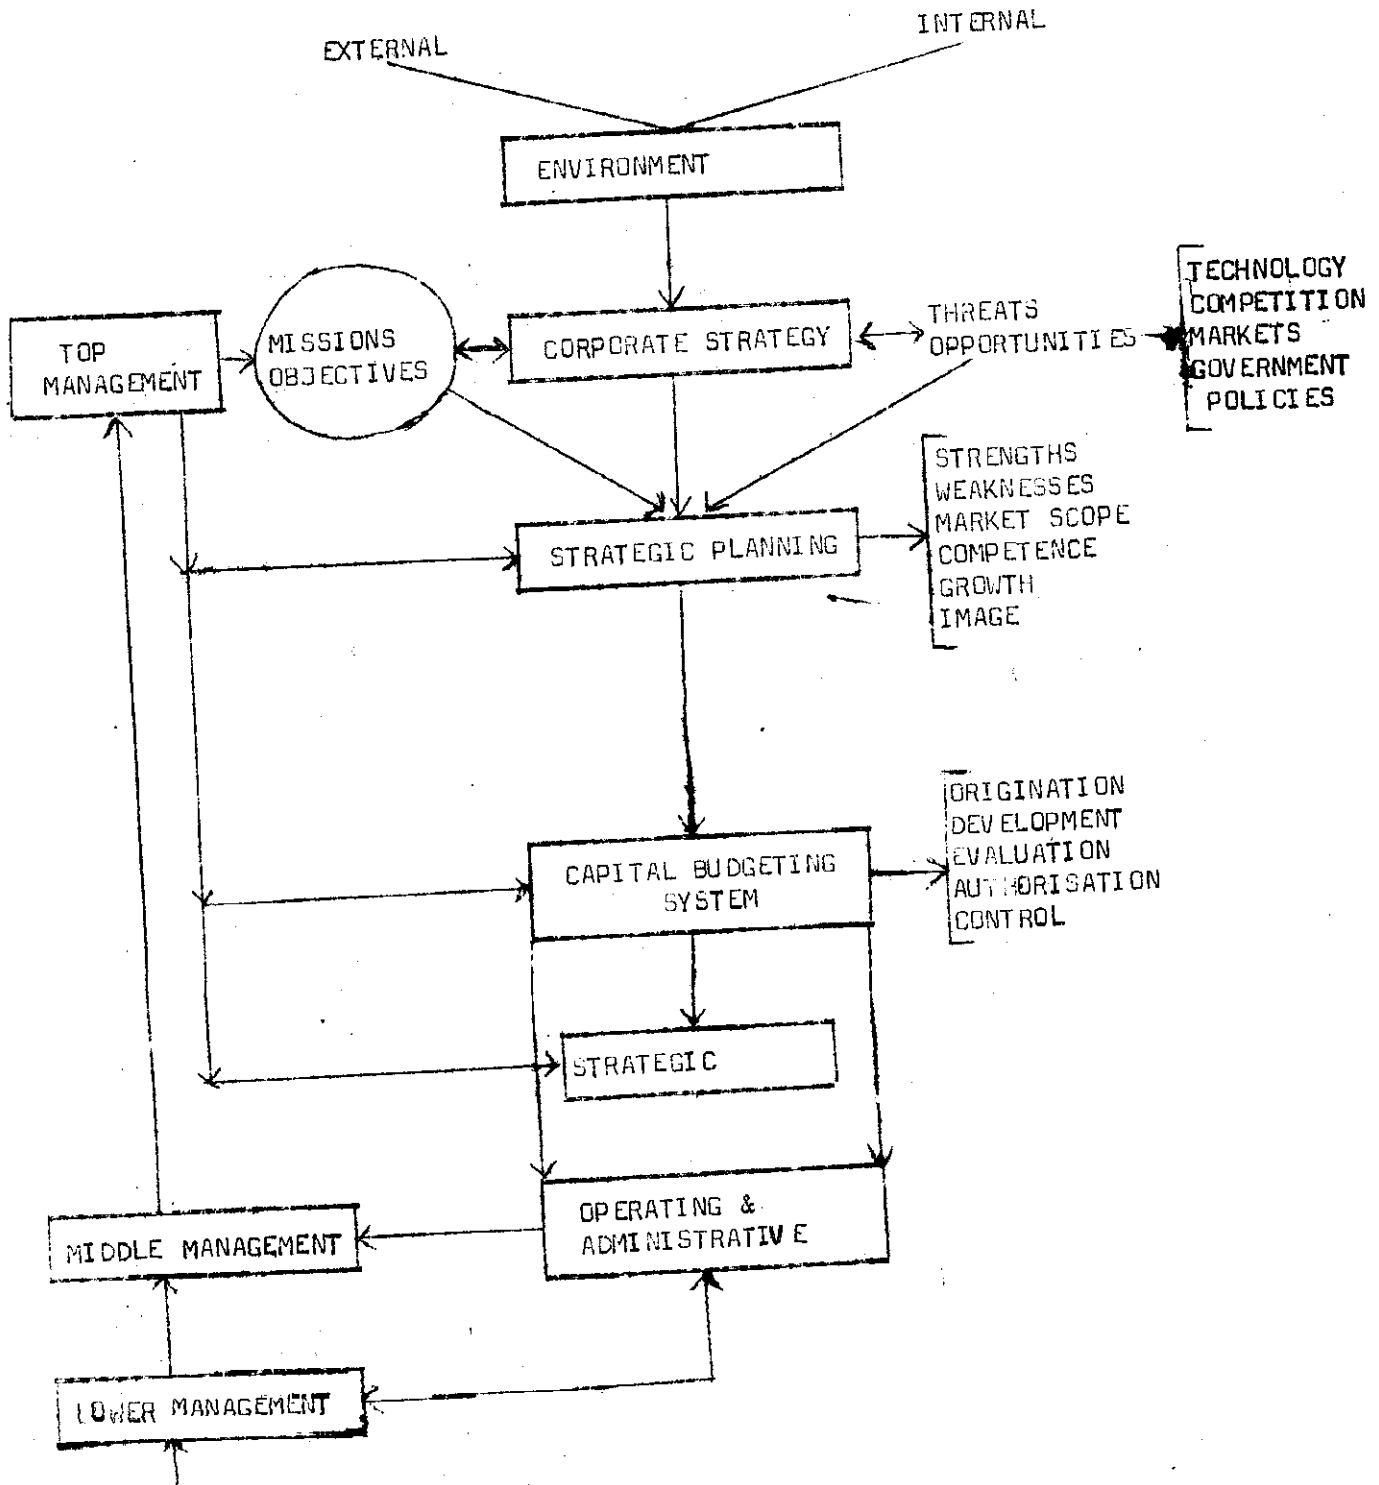 EXTERNAL
INTERNAL
ENVIRONMENT
TOP
MANAGEMENT
MISSIONS
OBJECTIVES
CORPORATE STRATEGY
THREATS
OPPORTUNITIES
TECHNOLOGY
COMPETITION
MARKETS
GOVERNMENT
POLICIES
STRATEGIC PLANNING
STRENGTHS
WEAKNESSES
MARKET SCOPE
COMPETENCE
GROWTH
IMAGE
CAPITAL BUDGETING
SYSTEM
ORIGINATION
DEVELOPMENT
EVALUATION
AUTHORISATION
CONTROL
STRATEGIC
OPERATING &
ADMINISTRATIVE
MIDDLE MANAGEMENT
LOWER MANAGEMENT